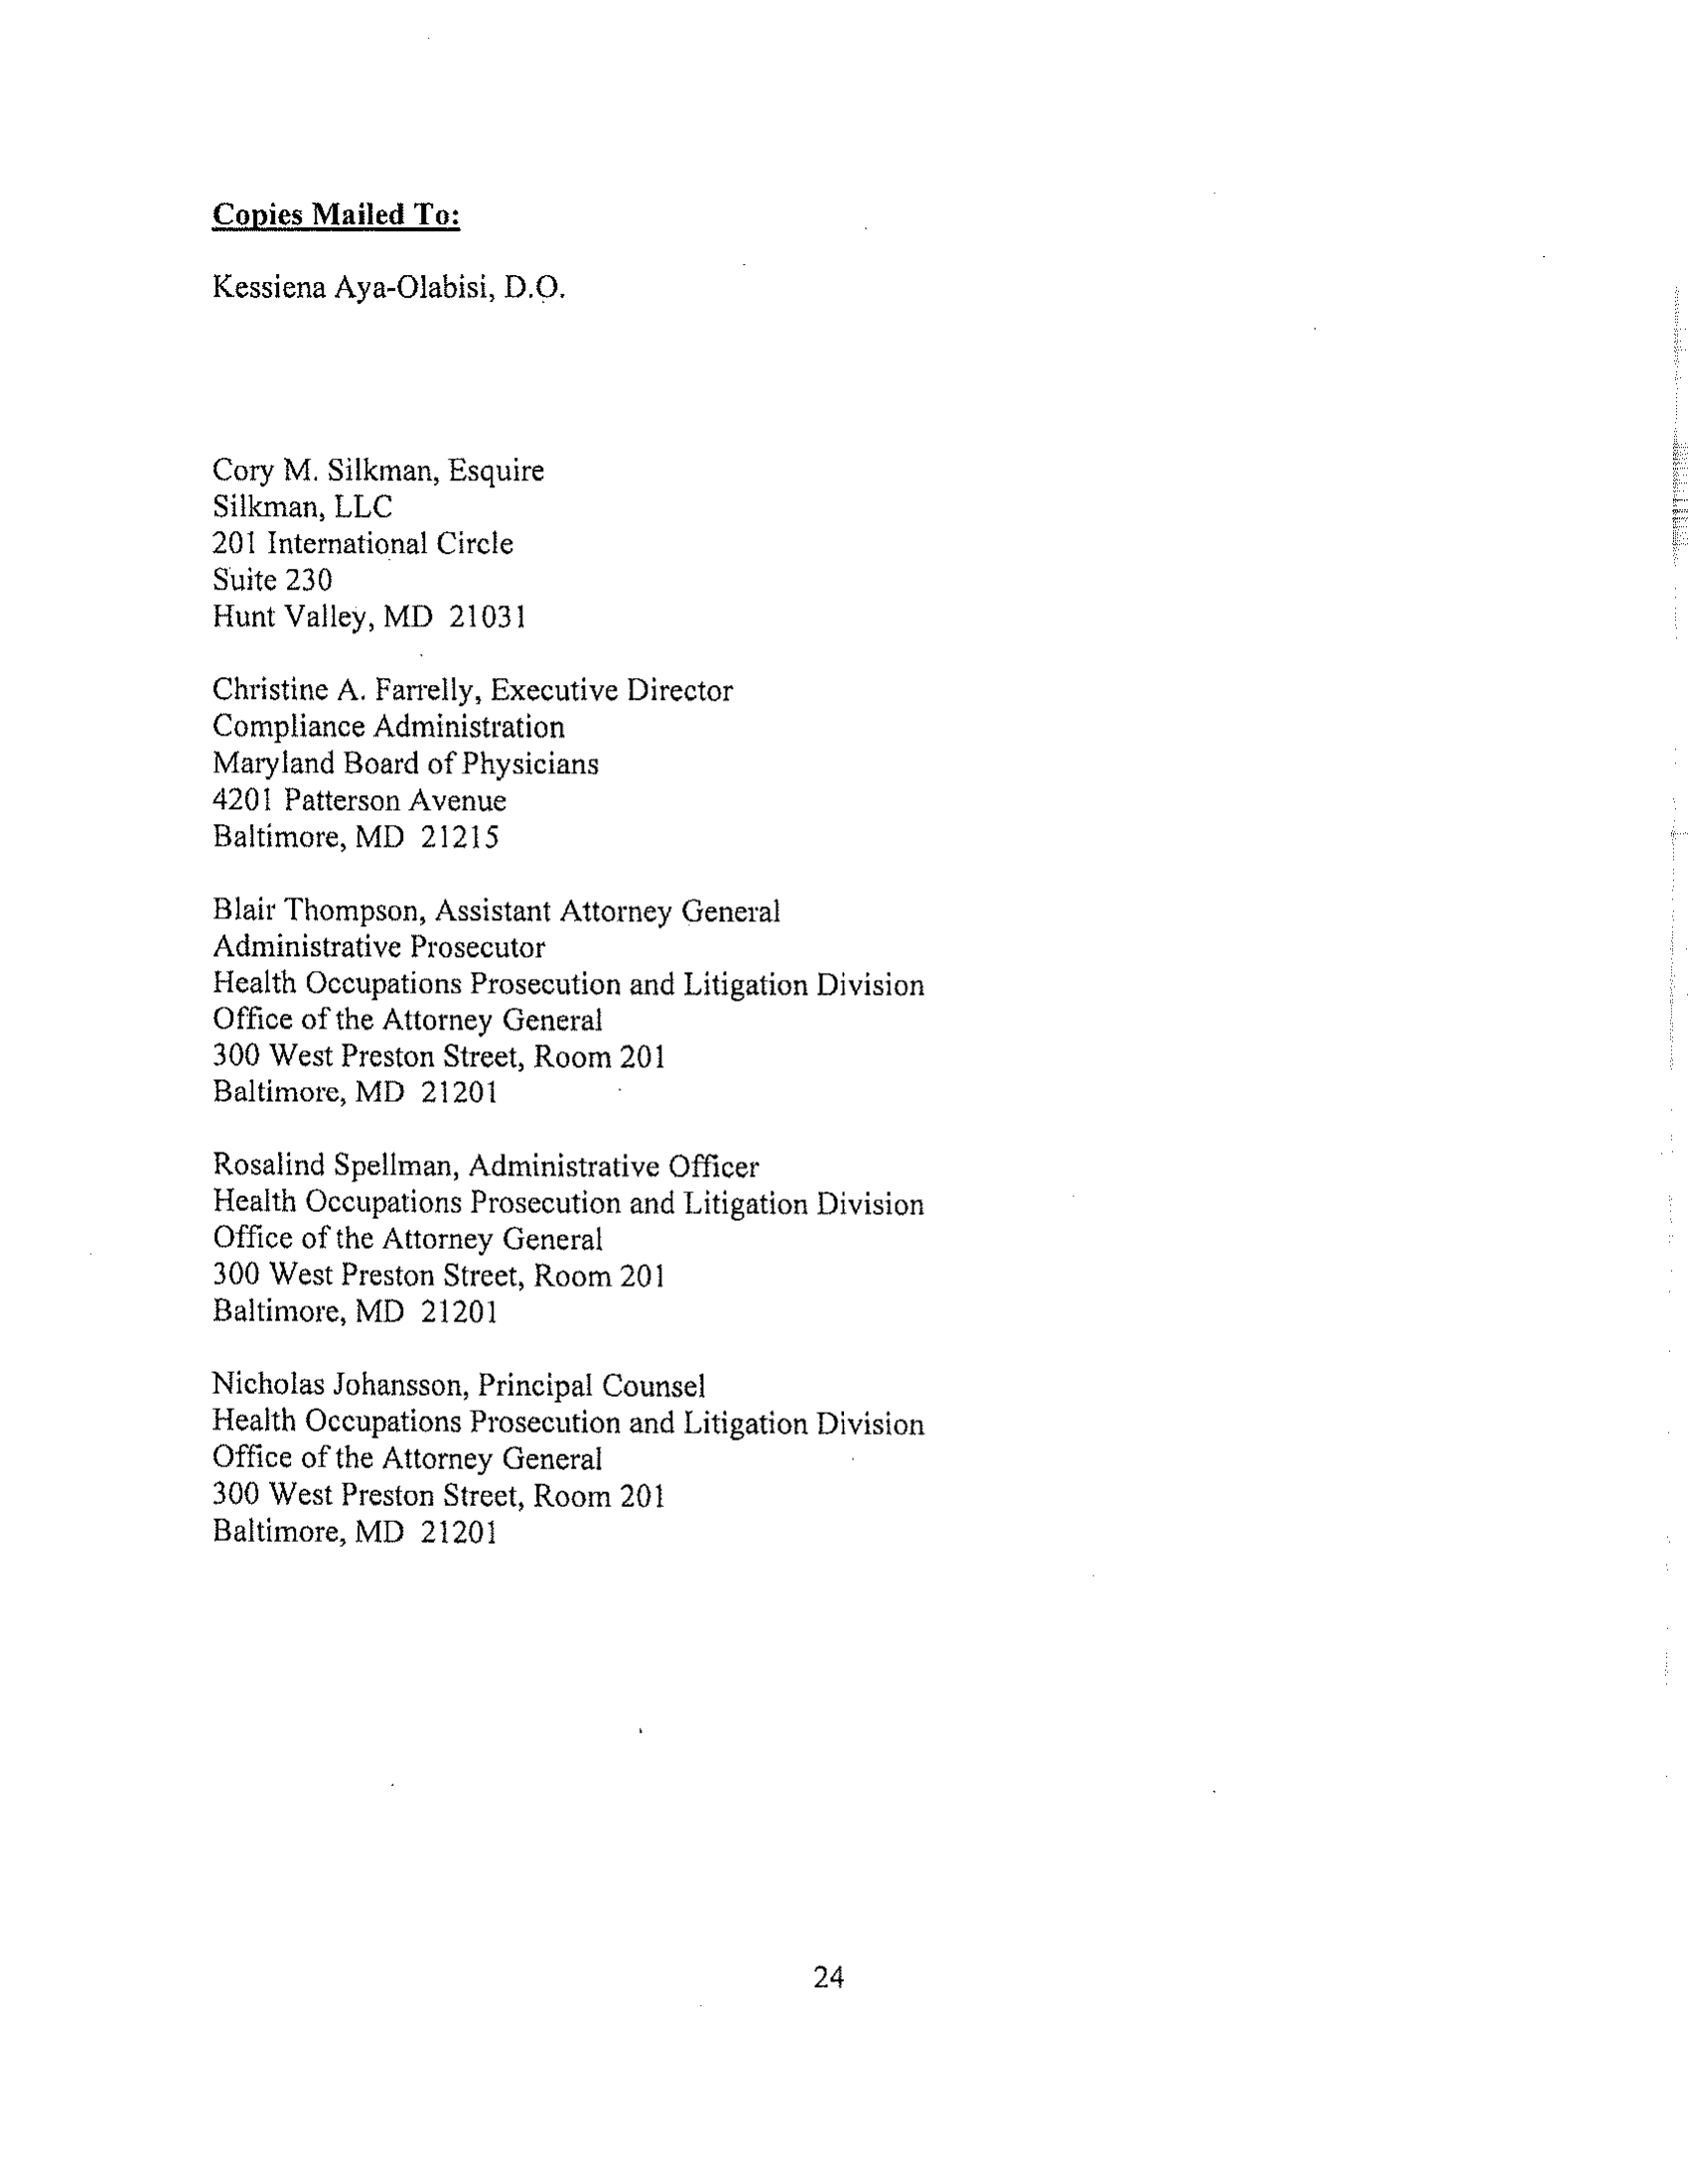 Copies Mailed To:
Kessiena Aya-Olabisi, D.O.
Cory M. Silkman, Esquire
Silkman, LLC
201 International Circle
Suite 230
Hunt Valley, MD 21031
Christine A. Farrelly, Executive Director
Compliance Administration
Maryland Board of Physicians
4201 Patterson Avenue
Baltimore, MD 21215
Blair Thompson, Assistant Attorney General
Administrative Prosecutor
Health Occupations Prosecution and Litigation Division
Office of the Attorney General
300 West Preston Street, Room 201
Baltimore, MD 21201
Rosalind Spellman, Administrative Officer
Health Occupations Prosecution and Litigation Division
Office of the Attorney General
300 West Preston Street, Room 201
Baltimore, MD 21201
Nicholas Johansson, Principal Counsel
Health Occupations Prosecution and Litigation Division
Office of the Attorney General
300 West Preston Street, Room 201
Baltimore, MD 21201
24